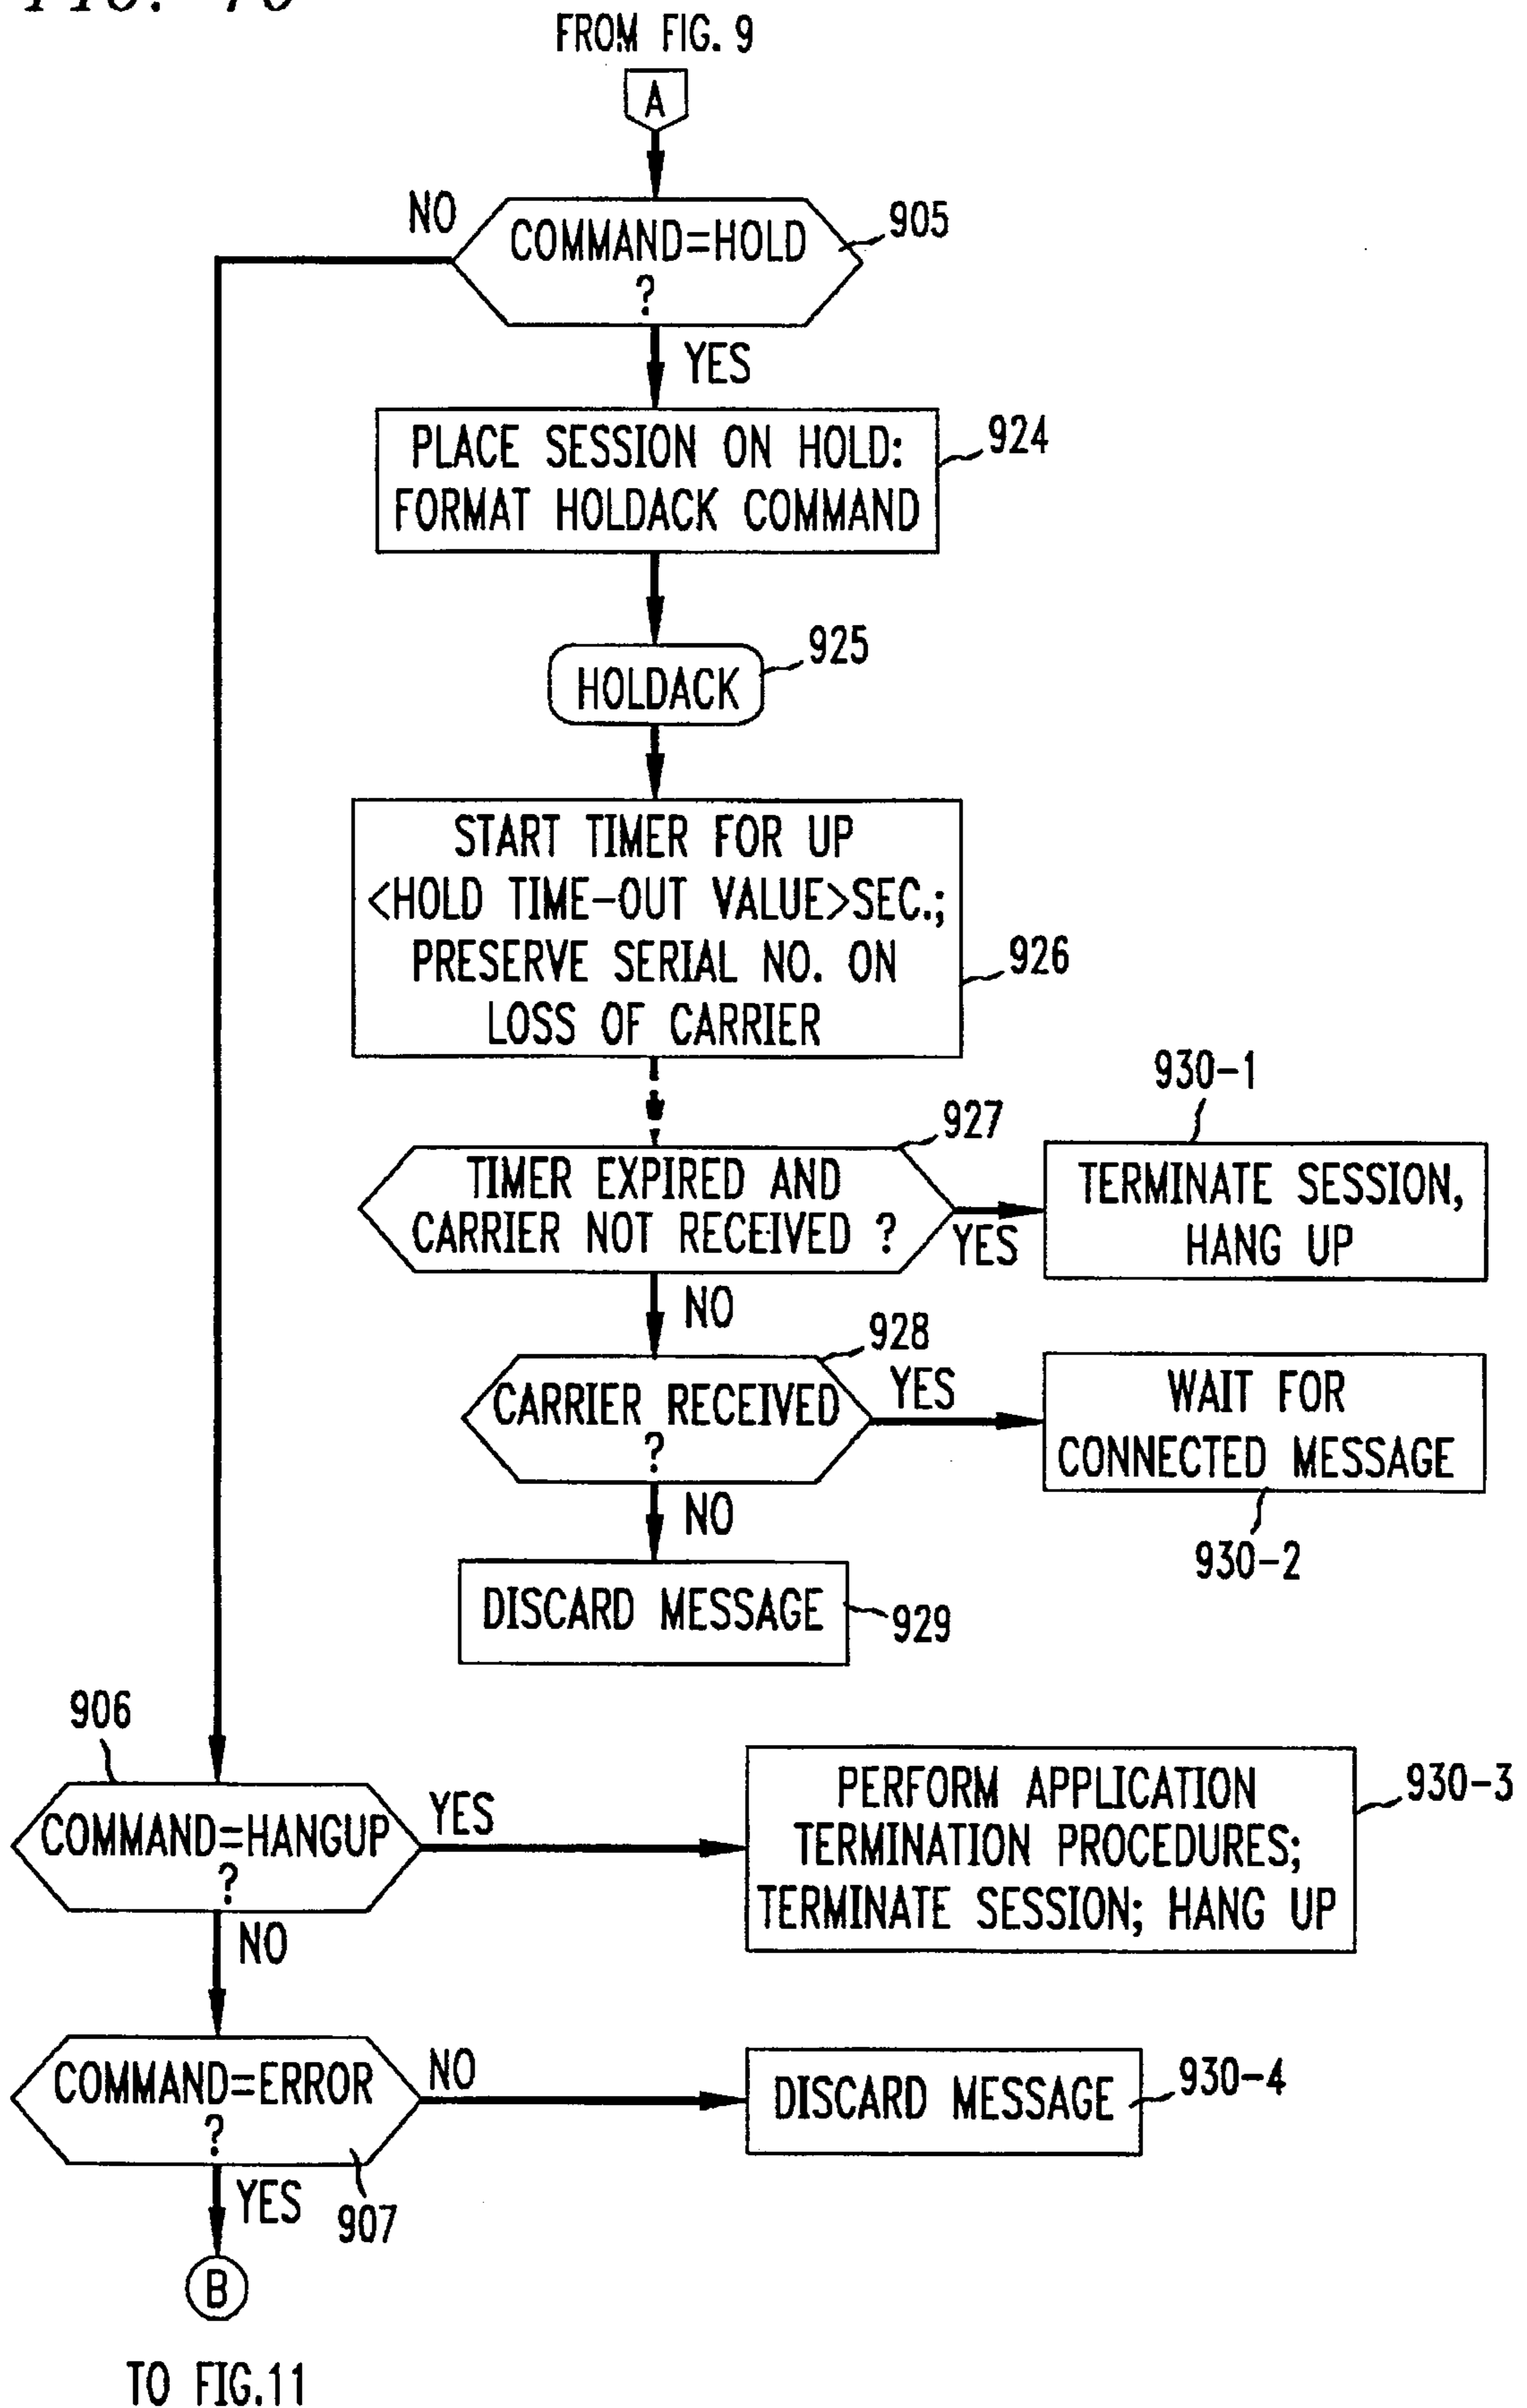 FROM FIG. 9
A
NO
COMMAND=HOLD
?
905
YES
PLACE SESSION ON HOLD:
FORMAT HOLDACK COMMAND
924
HOLDACK
925
START TIMER FOR UP
<HOLD TIME-OUT VALUE>SEC.;
PRESERVE SERIAL NO. ON
LOSS OF CARRIER
926
TIMER EXPIRED AND
CARRIER NOT RECEIVED ?
927
YES
930-1
TERMINATE SESSION,
HANG UP
NO
CARRIER RECEIVED
?
928
YES
WAIT FOR
CONNECTED MESSAGE
930-2
NO
DISCARD MESSAGE
929
906
COMMAND=HANGUP
?
YES
PERFORM APPLICATION
TERMINATION PROCEDURES;
TERMINATE SESSION; HANG UP
930-3
NO
COMMAND=ERROR
?
907
NO
DISCARD MESSAGE
930-4
YES
B
TO FIG.11